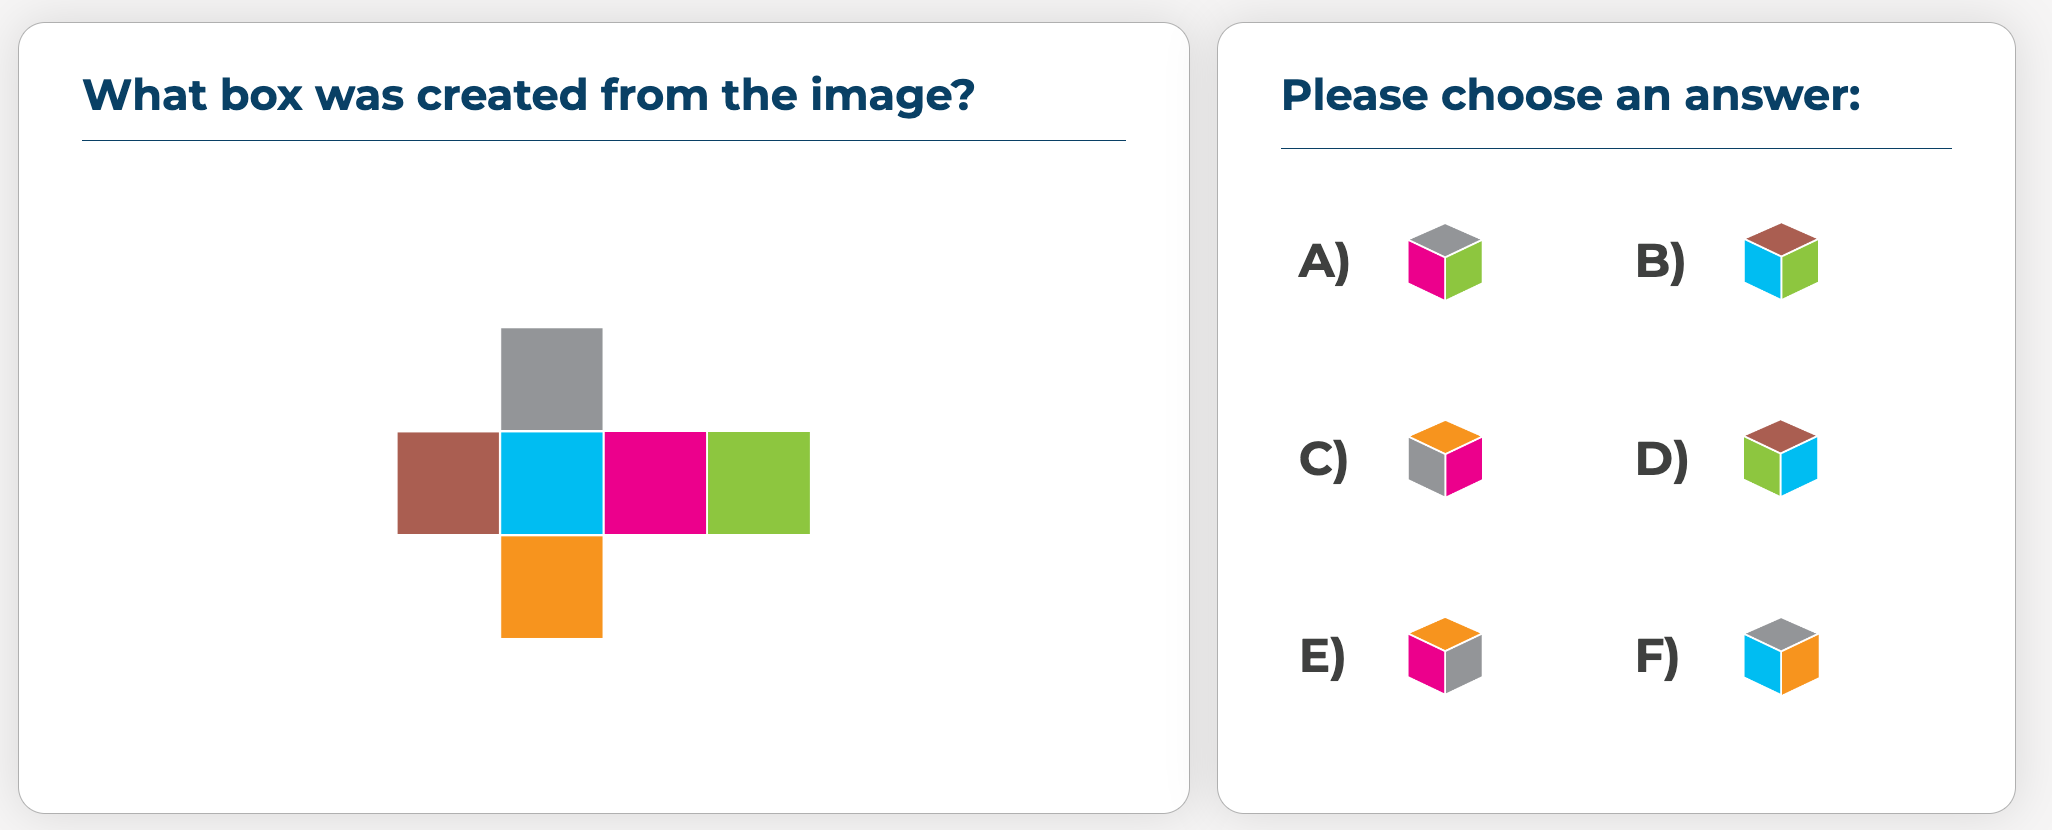 What box was created from the image?
Please choose an answer:
A)
B)
C)
D)
E)
F)